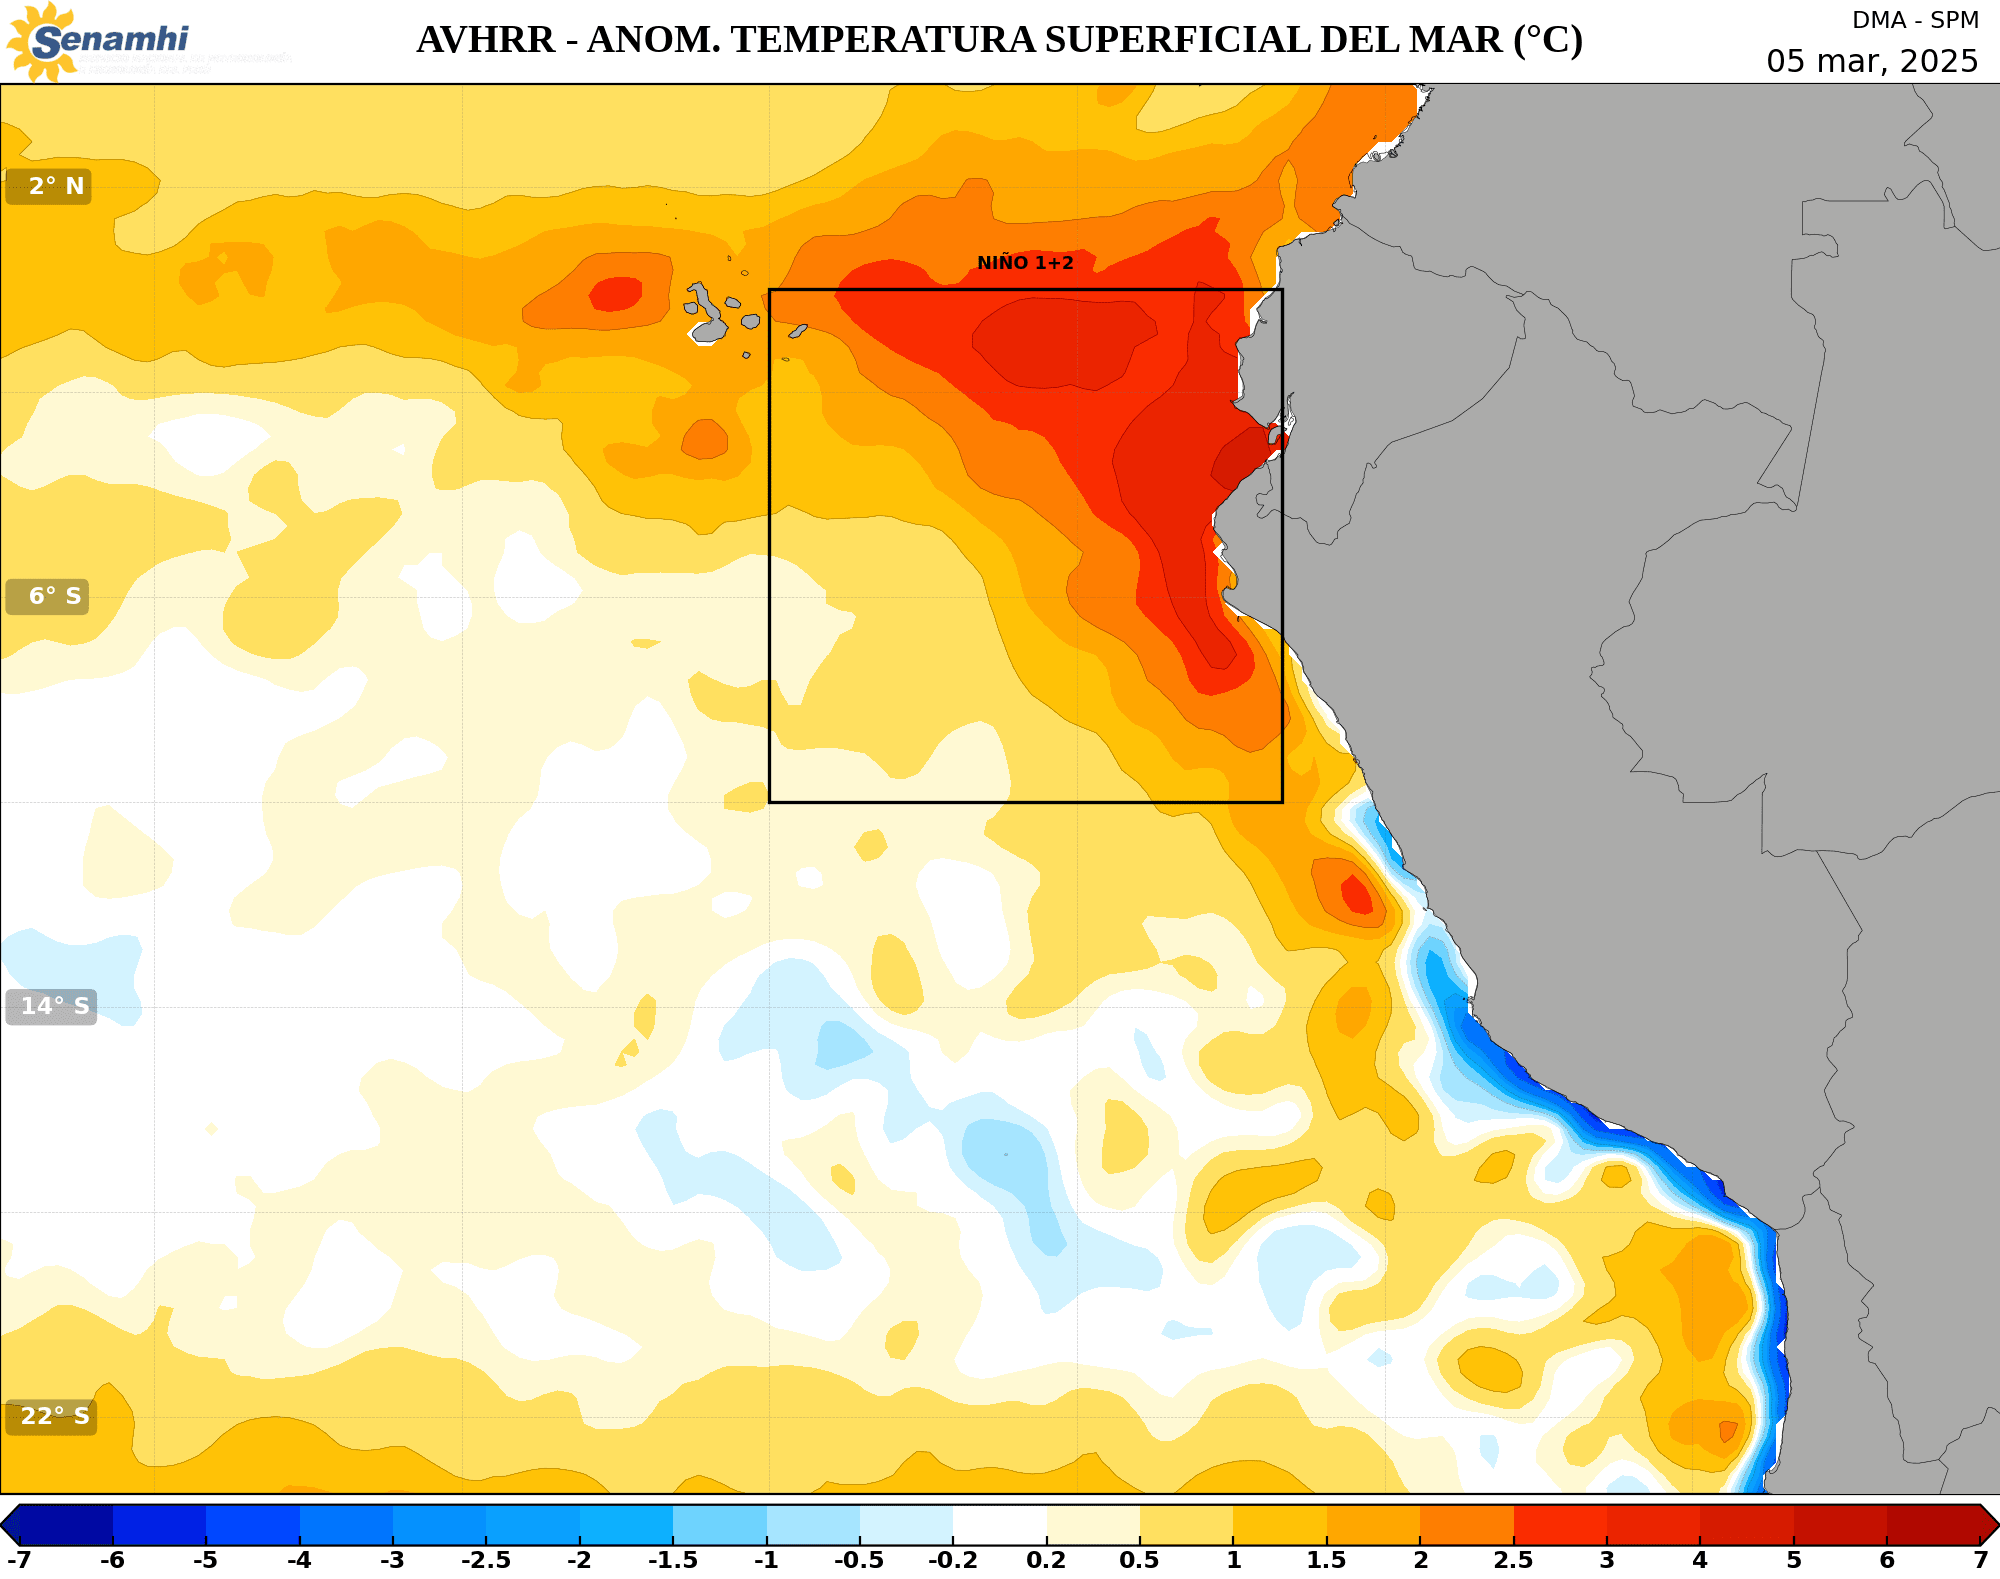 Senamhi
AVHRR - ANOM. TEMPERATURA SUPERFICIAL DEL MAR (°C)
DMA - SPM
05 mar, 2025
2° N
NIÑO 1+2
6° S
14° S
22° S
-7 -6 -5 -4 -3 -2.5 -2 -1.5 -1 -0.5 -0.2 0.2 0.5 1 1.5 2 2.5 3 4 5 6 7